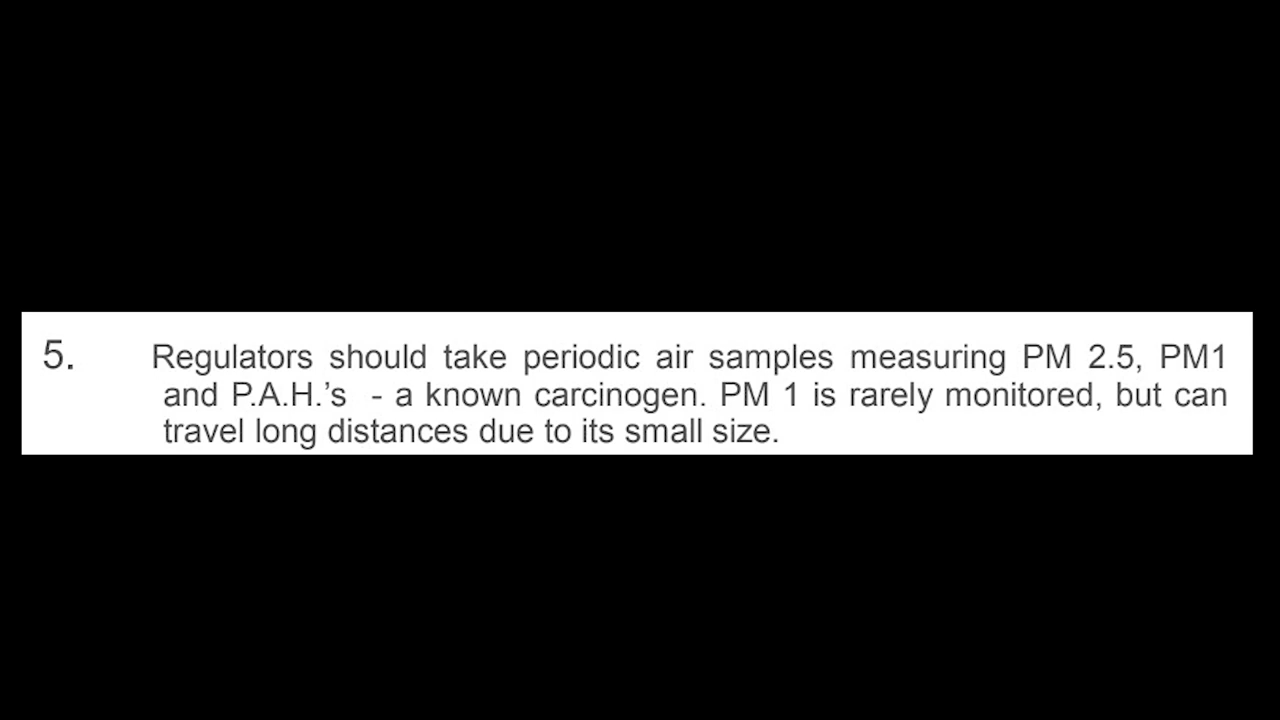 5. Regulators should take periodic air samples measuring PM 2.5, PM1
and P.A.H.’s - a known carcinogen. PM 1 is rarely monitored, but can
travel long distances due to its small size.